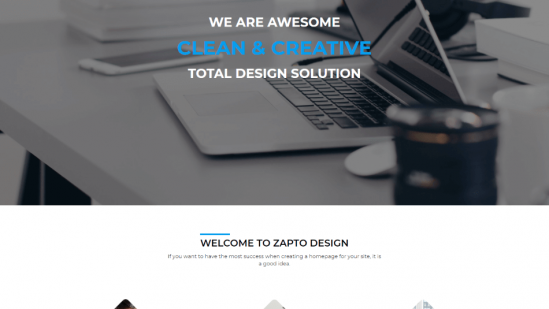 WE ARE AWESOME
CLEAN & CREATIVE
TOTAL DESIGN SOLUTION
WELCOME TO ZAPTO DESIGN
If you want to have the most success when creating a homepage for your site, it is
a good idea.